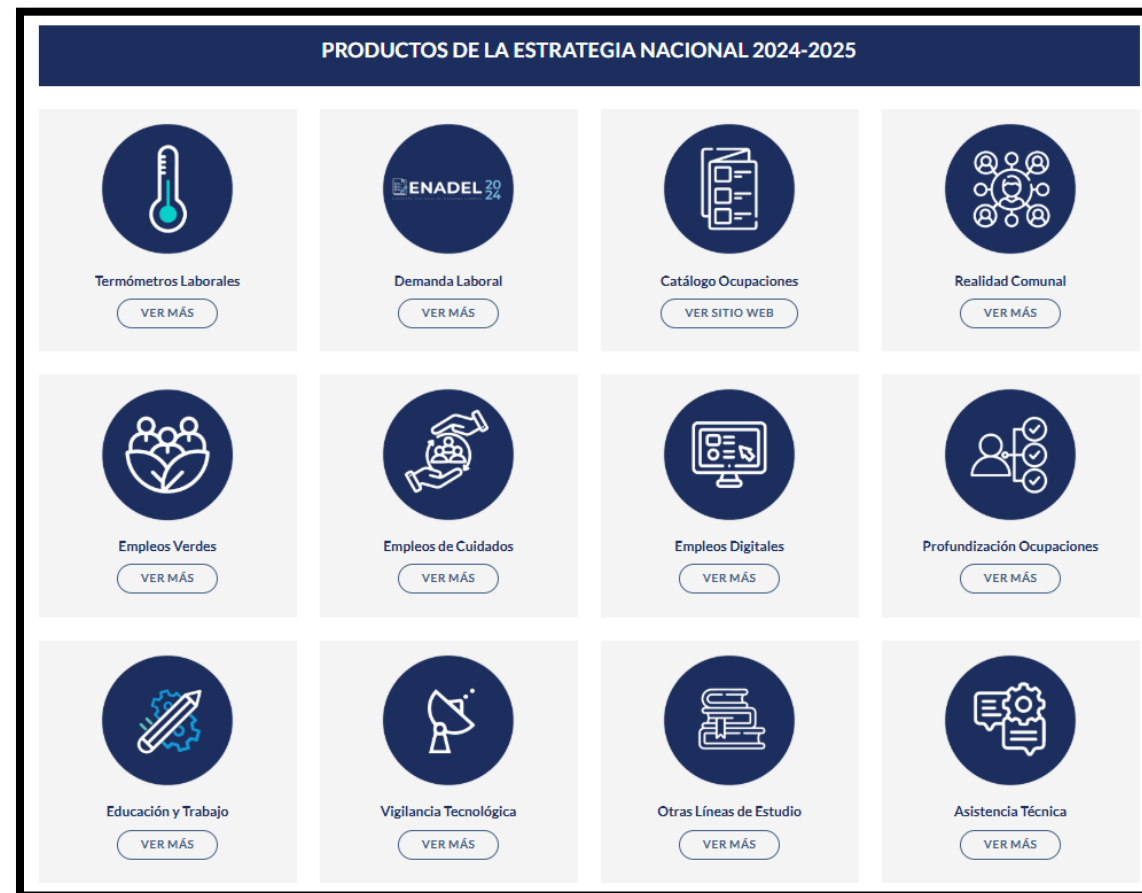 PRODUCTOS DE LA ESTRATEGIA NACIONAL 2024-2025
ENADEL 2024
Termómetros Laborales
VER MÁS
Demanda Laboral
VER MÁS
Catálogo Ocupaciones
VER SITIO WEB
Realidad Comunal
VER MÁS
Empleos Verdes
VER MÁS
Empleos de Cuidados
VER MÁS
Empleos Digitales
VER MÁS
Profundización Ocupaciones
VER MÁS
Educación y Trabajo
VER MÁS
Vigilancia Tecnológica
VER MÁS
Otras Líneas de Estudio
VER MÁS
Asistencia Técnica
VER MÁS